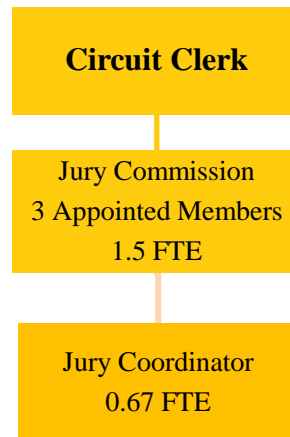 Circuit Clerk
Jury Commission
3 Appointed Members
1.5 FTE
Jury Coordinator
0.67 FTE